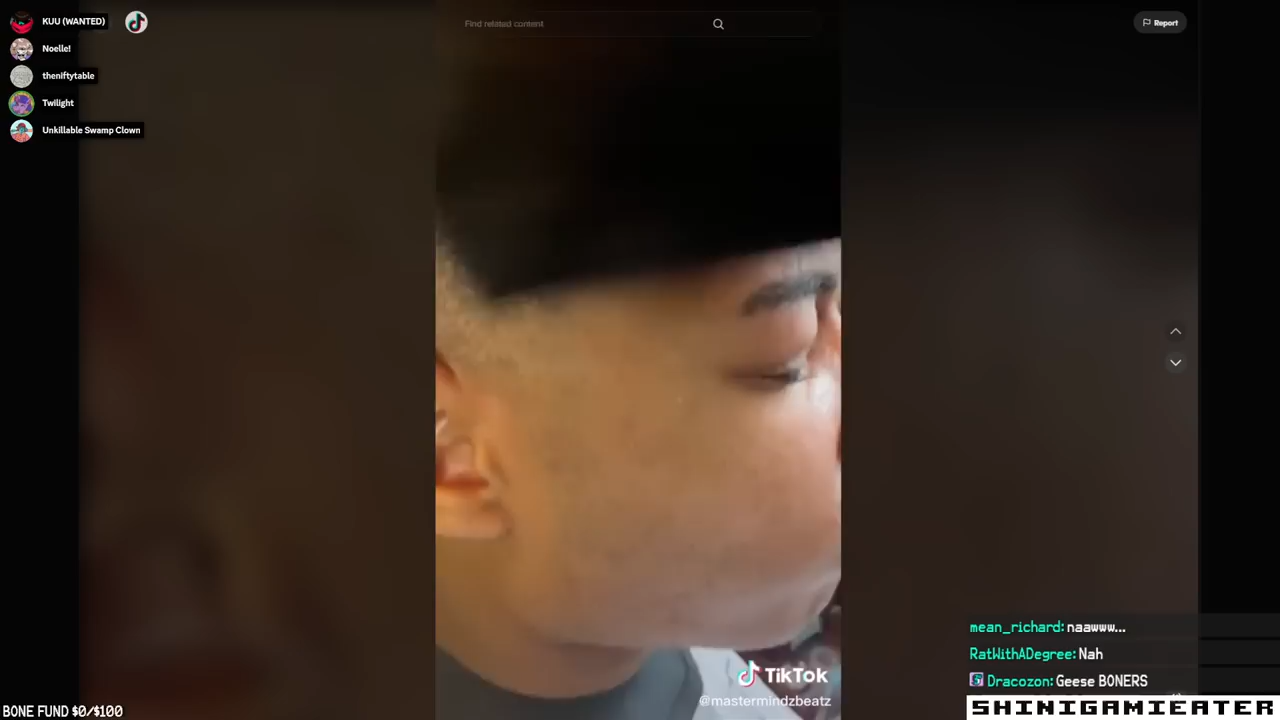 KUU (WANTED)
Noelle!
theniftytable
Twilight
Unkillable Swamp Clown
Find related content
Report
TikTok
@mastermindzbeatz
mean_richard: naawww...
RatWithADegree: Nah
Dracozon: Geese BONERS
BONE FUND $0/$100
SHINIGAMIEATER